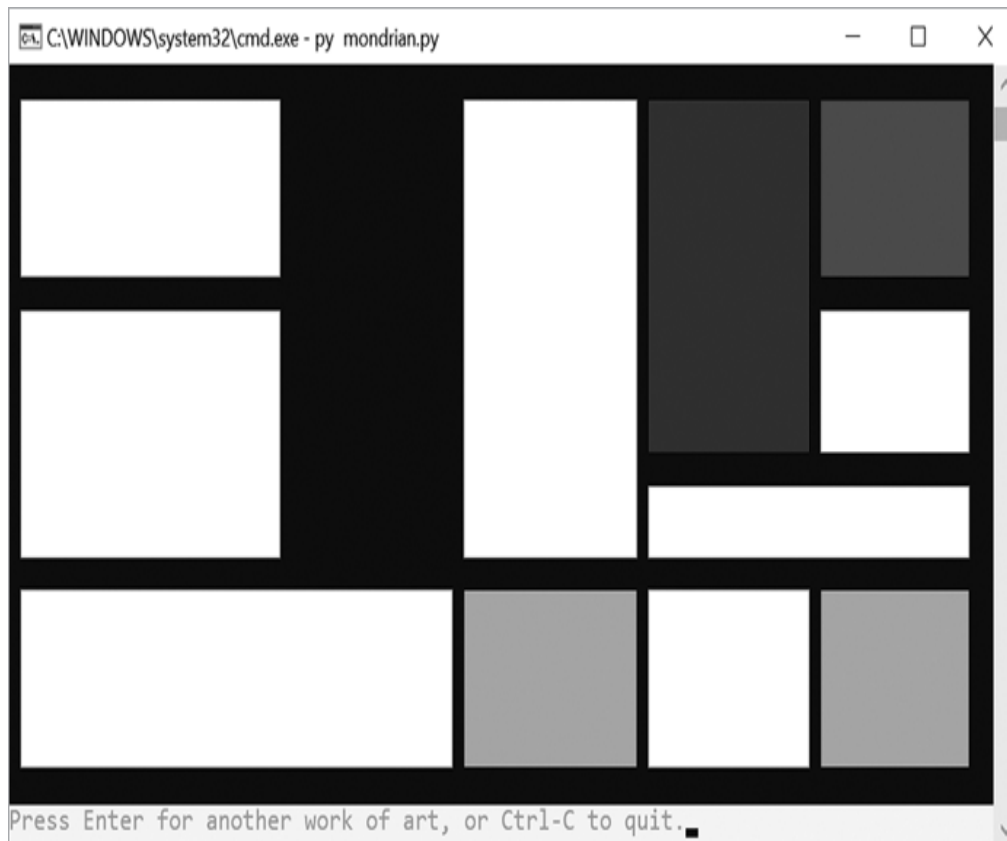 C:\WINDOWS\system32\cmd.exe - py  mondrian.py
Press Enter for another work of art, or Ctrl-C to quit.